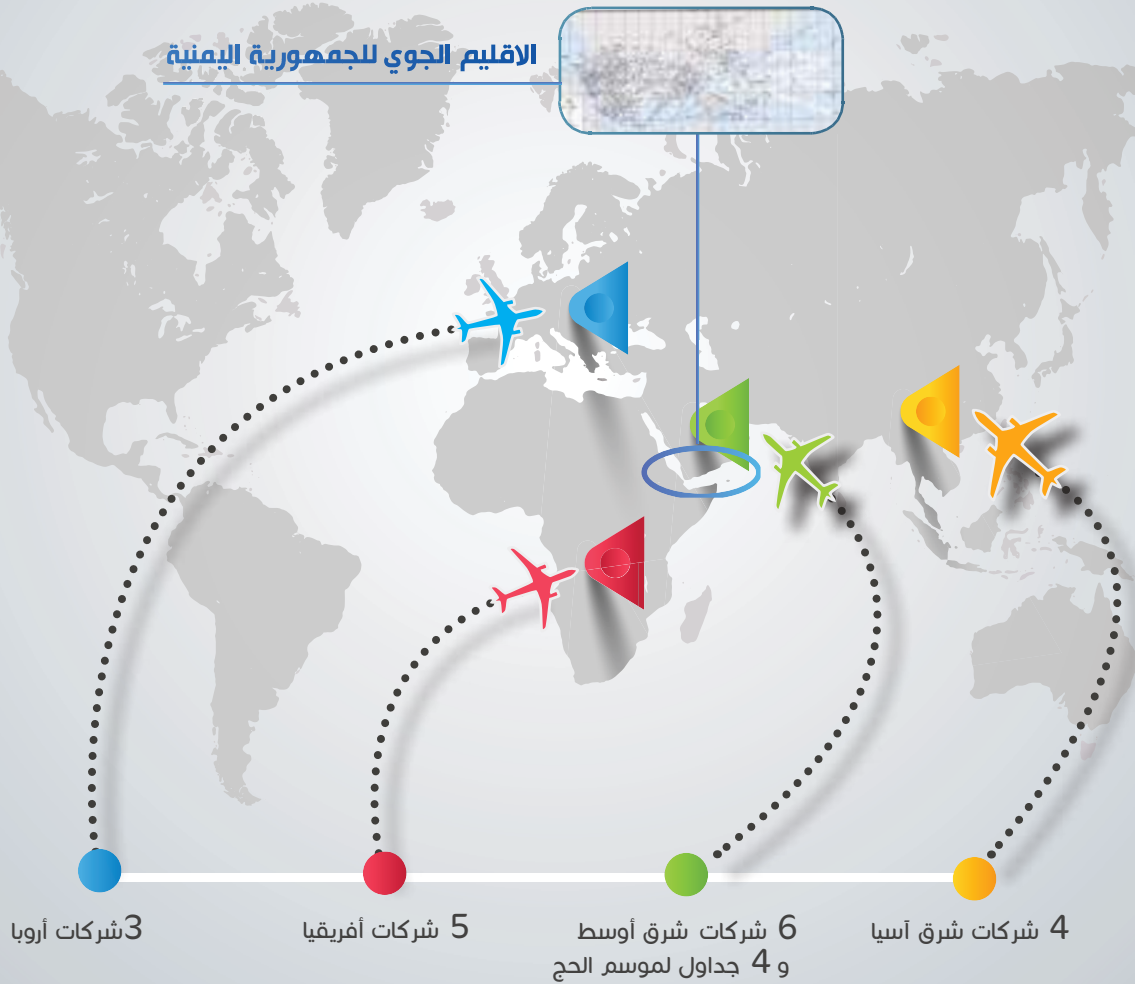 الاقليم الجوي للجمهورية اليمنية
3شركات أروبا
5 شركات أفريقيا
6 شركات شرق أوسط
و 4 جداول لموسم الحج
4 شركات شرق آسيا